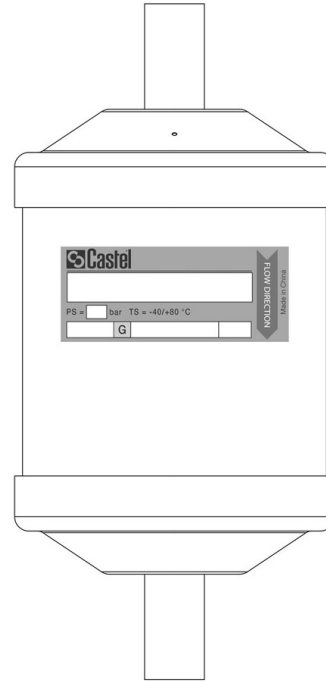 Castel
PS = bar TS = -40/+80 °C
G
FLOW DIRECTION
Made in China